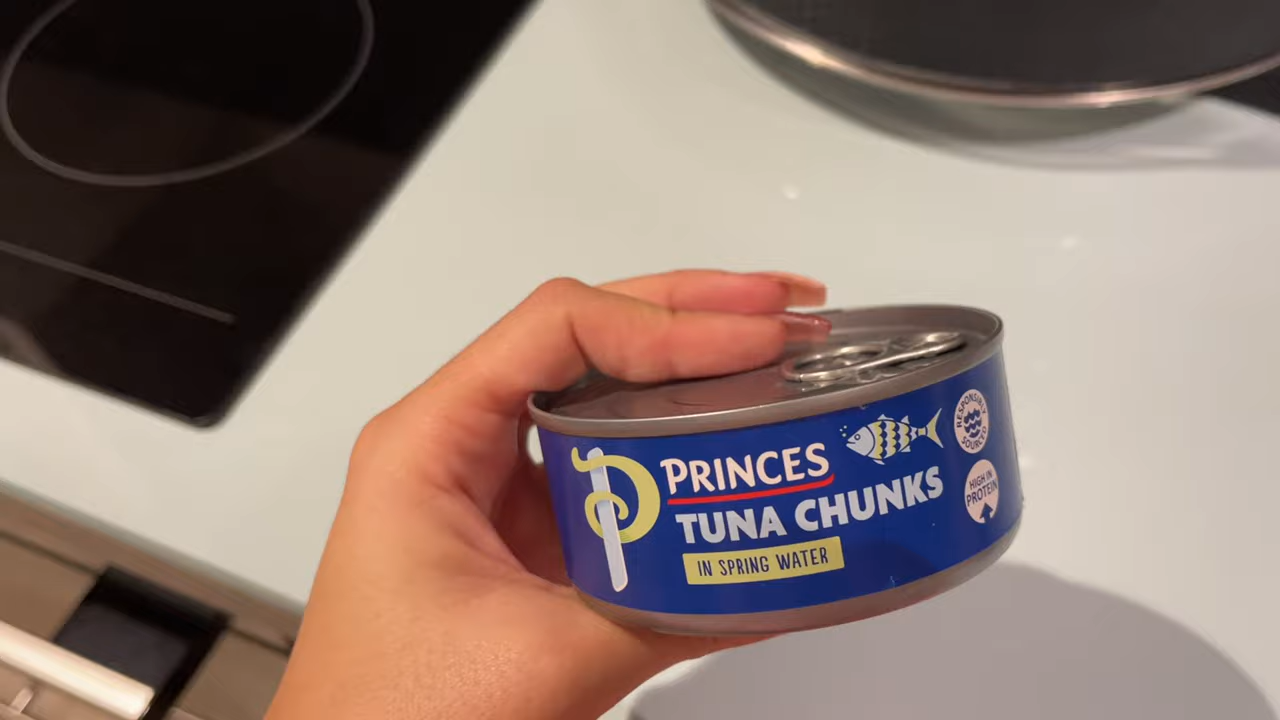 PRINCES
TUNA CHUNKS
IN SPRING WATER
RESPONSIBLY
SOURCED
HIGH IN
PROTEIN